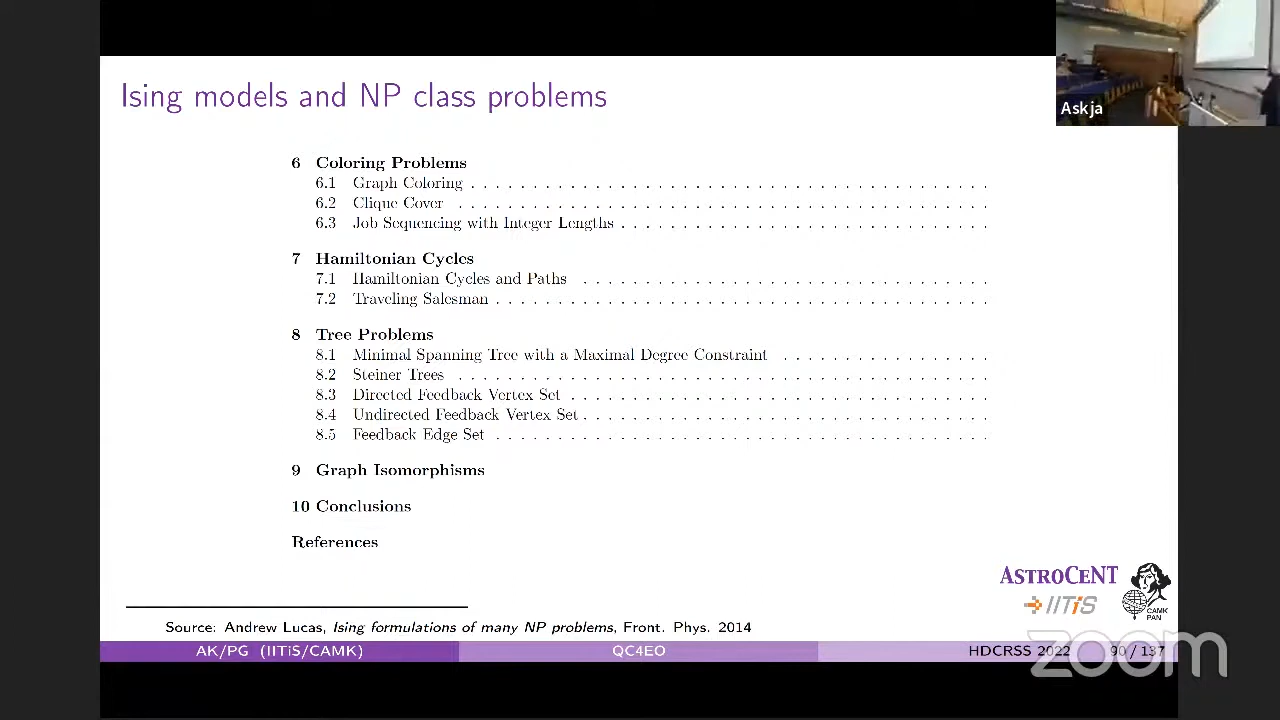 Askja
Ising models and NP class problems
6 Coloring Problems
6.1 Graph Coloring . . . . . . . . . . . . . . . . . . . . . . . . . . . . . . . . . . . . . . . .
6.2 Clique Cover . . . . . . . . . . . . . . . . . . . . . . . . . . . . . . . . . . . . . . . . .
6.3 Job Sequencing with Integer Lengths . . . . . . . . . . . . . . . . . . . . . . . . . . . .
7 Hamiltonian Cycles
7.1 Hamiltonian Cycles and Paths . . . . . . . . . . . . . . . . . . . . . . . . . . . . . . .
7.2 Traveling Salesman . . . . . . . . . . . . . . . . . . . . . . . . . . . . . . . . . . . . .
8 Tree Problems
8.1 Minimal Spanning Tree with a Maximal Degree Constraint . . . . . . . . . . . . . . . .
8.2 Steiner Trees . . . . . . . . . . . . . . . . . . . . . . . . . . . . . . . . . . . . . . . . .
8.3 Directed Feedback Vertex Set . . . . . . . . . . . . . . . . . . . . . . . . . . . . . . . .
8.4 Undirected Feedback Vertex Set . . . . . . . . . . . . . . . . . . . . . . . . . . . . . . .
8.5 Feedback Edge Set . . . . . . . . . . . . . . . . . . . . . . . . . . . . . . . . . . . . .
9 Graph Isomorphisms
10 Conclusions
References
ASTROCENT
IITiS
CAMK
PAN
Source: Andrew Lucas, Ising formulations of many NP problems, Front. Phys. 2014
AK/PG (IITiS/CAMK) QC4EO HDCRSS 2022 90 / 137
zoom